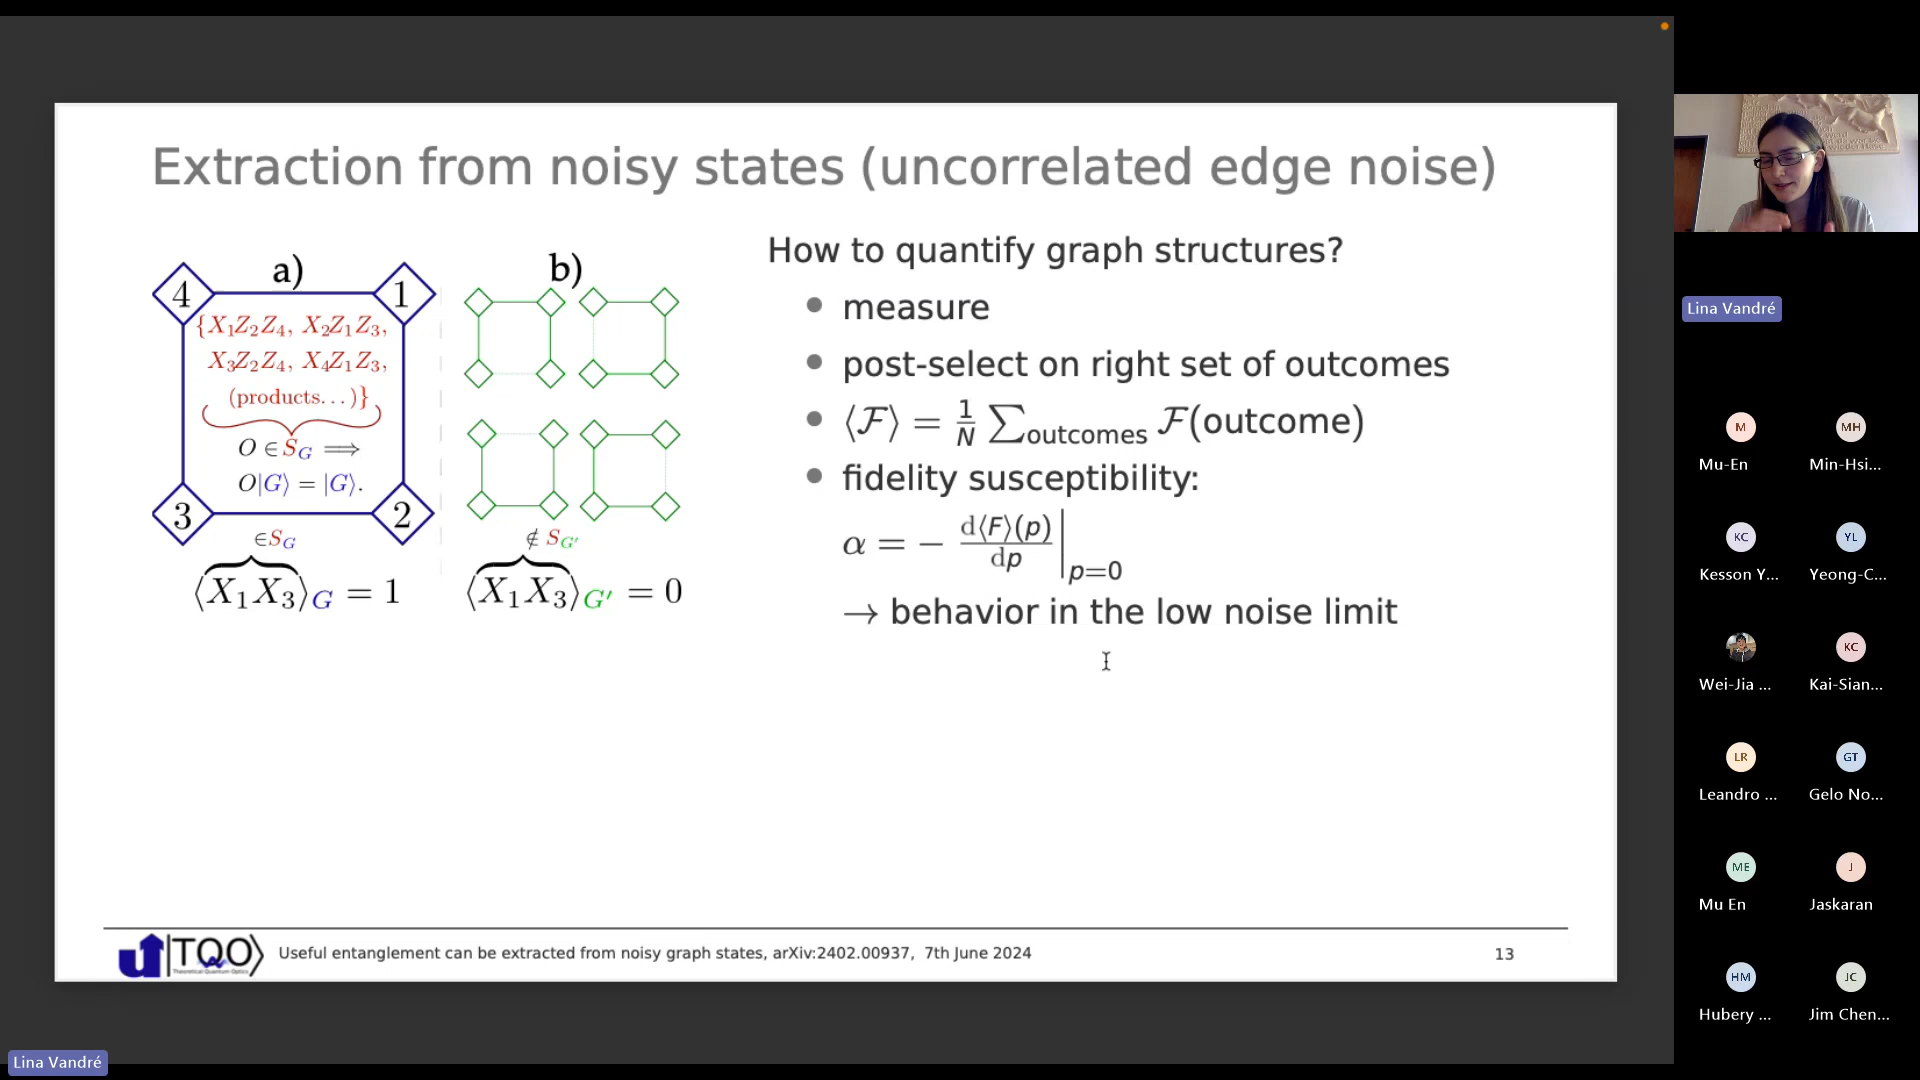 Extraction from noisy states (uncorrelated edge noise)
a)
4
1
{X₁Z₂Z₄, X₂Z₁Z₃,
X₃Z₂Z₄, X₄Z₁Z₃,
(products...)}
O ∈ S_G ⟹
O|G⟩ = |G⟩.
3
2
∈S_G
⟨X₁X₃⟩_G = 1
b)
∉ S_G′
⟨X₁X₃⟩_G′ = 0
How to quantify graph structures?
• measure
• post-select on right set of outcomes
• ⟨ℱ⟩ = 1/N ∑_outcomes ℱ(outcome)
• fidelity susceptibility:
α = − d⟨F⟩(p)/dp |_p=0
→ behavior in the low noise limit
|TQO⟩
Theoretical Quantum Optics
Useful entanglement can be extracted from noisy graph states, arXiv:2402.00937, 7th June 2024
13
Lina Vandré
Lina Vandré
M
MH
Mu-En
Min-Hsi...
KC
YL
Kesson Y...
Yeong-C...
KC
Wei-Jia ...
Kai-Sian...
LR
GT
Leandro ...
Gelo No...
ME
J
Mu En
Jaskaran
HM
JC
Hubery ...
Jim Chen...